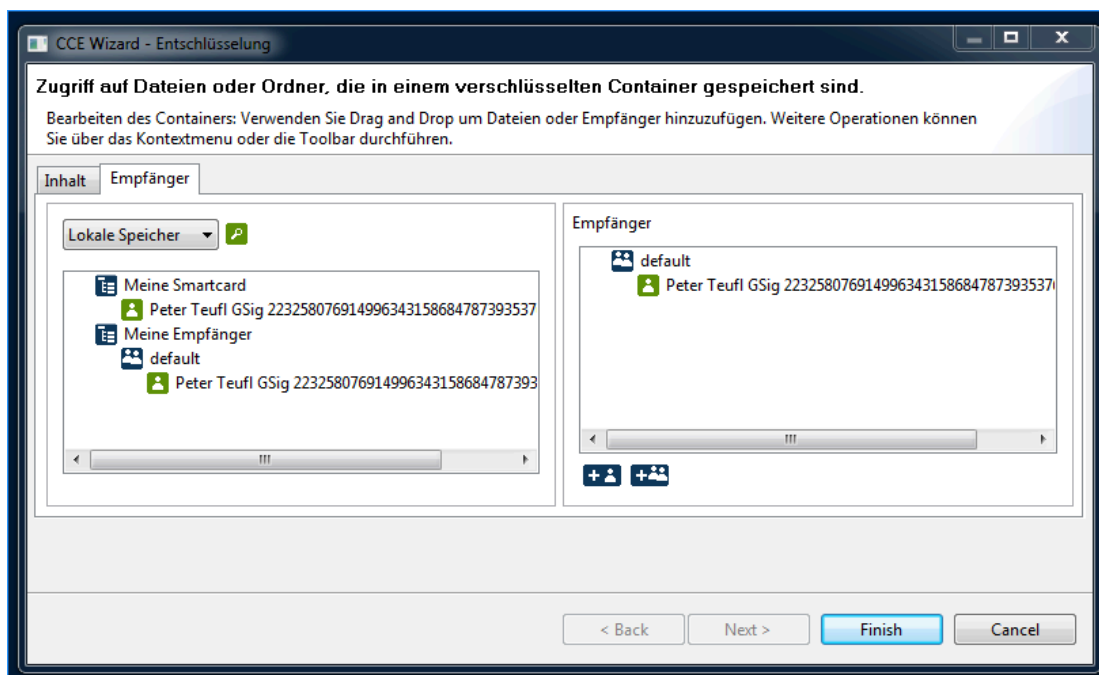 CCE Wizard - Entschlüsselung
Zugriff auf Dateien oder Ordner, die in einem verschlüsselten Container gespeichert sind.
Bearbeiten des Containers: Verwenden Sie Drag and Drop um Dateien oder Empfänger hinzuzufügen. Weitere Operationen können
Sie über das Kontextmenu oder die Toolbar durchführen.
Inhalt
Empfänger
Lokale Speicher
Meine Smartcard
Peter Teufl GSig 223258076914996343158684787393537
Meine Empfänger
default
Peter Teufl GSig 223258076914996343158684787393
Empfänger
default
Peter Teufl GSig 223258076914996343158684787393537
< Back
Next >
Finish
Cancel